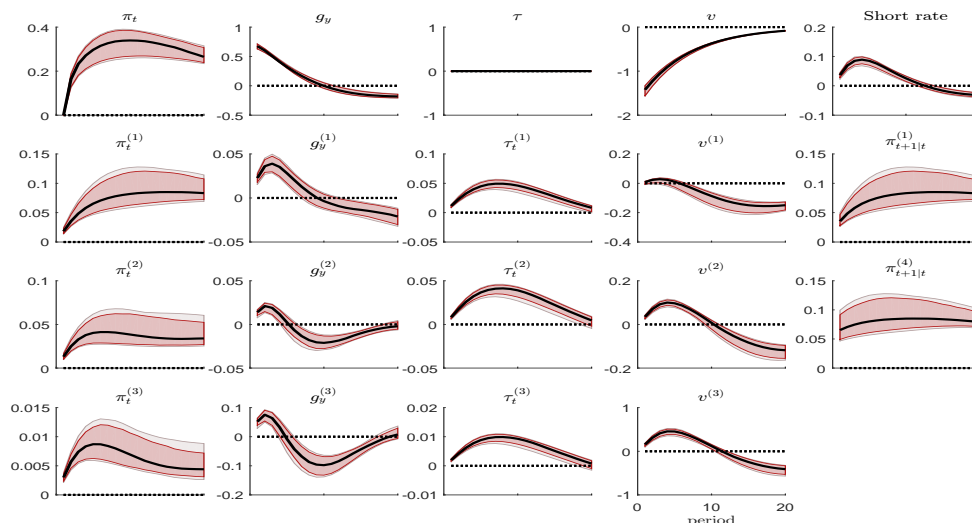 π_t g_y τ v Short rate
0.4 1 1 0 0.1
0.2 0.5 0 -1 0
0 0 -1 -2 -0.1
-0.5
π_t^{(1)} g_y^{(1)} τ_t^{(1)} v^{(1)} π_{t+1|t}^{(1)}
0.15 0.05 0.1 0.2 0.15
0.1 0 0.05 0 0.1
0.05 -0.05 0 -0.2 0.05
0 -0.05 -0.4 0
π_t^{(2)} g_y^{(2)} τ_t^{(2)} v^{(2)} π_{t+1|t}^{(4)}
0.1 0.1 0.05 0.2 0.15
0.05 0.05 0 0 0.1
0 0 -0.05 -0.2 0.05
-0.05 0
π_t^{(3)} g_y^{(3)} τ_t^{(3)} v^{(3)}
0.015 0.1 0.02 1
0.01 0 0.01 0
0.005 -0.1 0 -1
0 -0.2 -0.01 0 10 20
period